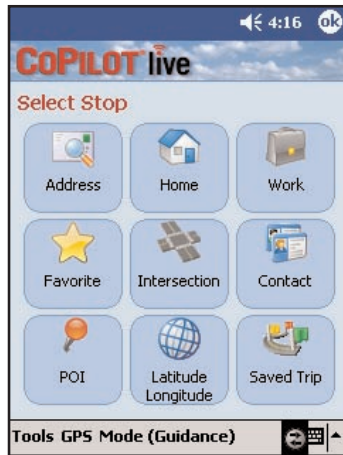 4:16 ok
CoPilot live
Select Stop
Address Home Work
Favorite Intersection Contact
POI Latitude Longitude Saved Trip
Tools GPS Mode (Guidance)